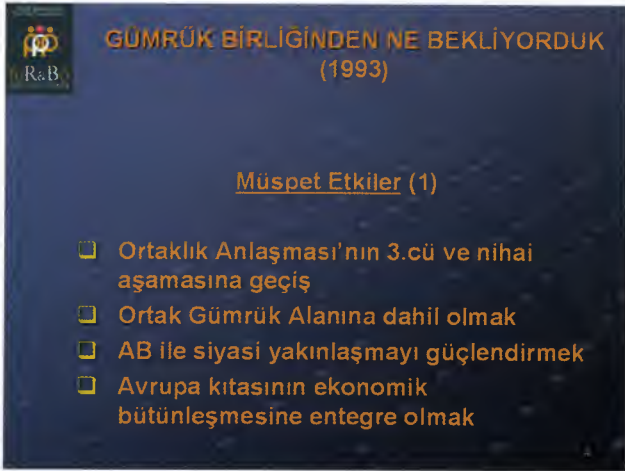 R&B
GÜMRÜK BİRLİĞİNDEN NE BEKLİYORDUK
(1993)
Müspet Etkiler (1)
Ortaklık Anlaşması'nın 3.cü ve nihai
aşamasına geçiş
Ortak Gümrük Alanına dahil olmak
AB ile siyasi yakınlaşmayı güçlendirmek
Avrupa kıtasının ekonomik
bütünleşmesine entegre olmak